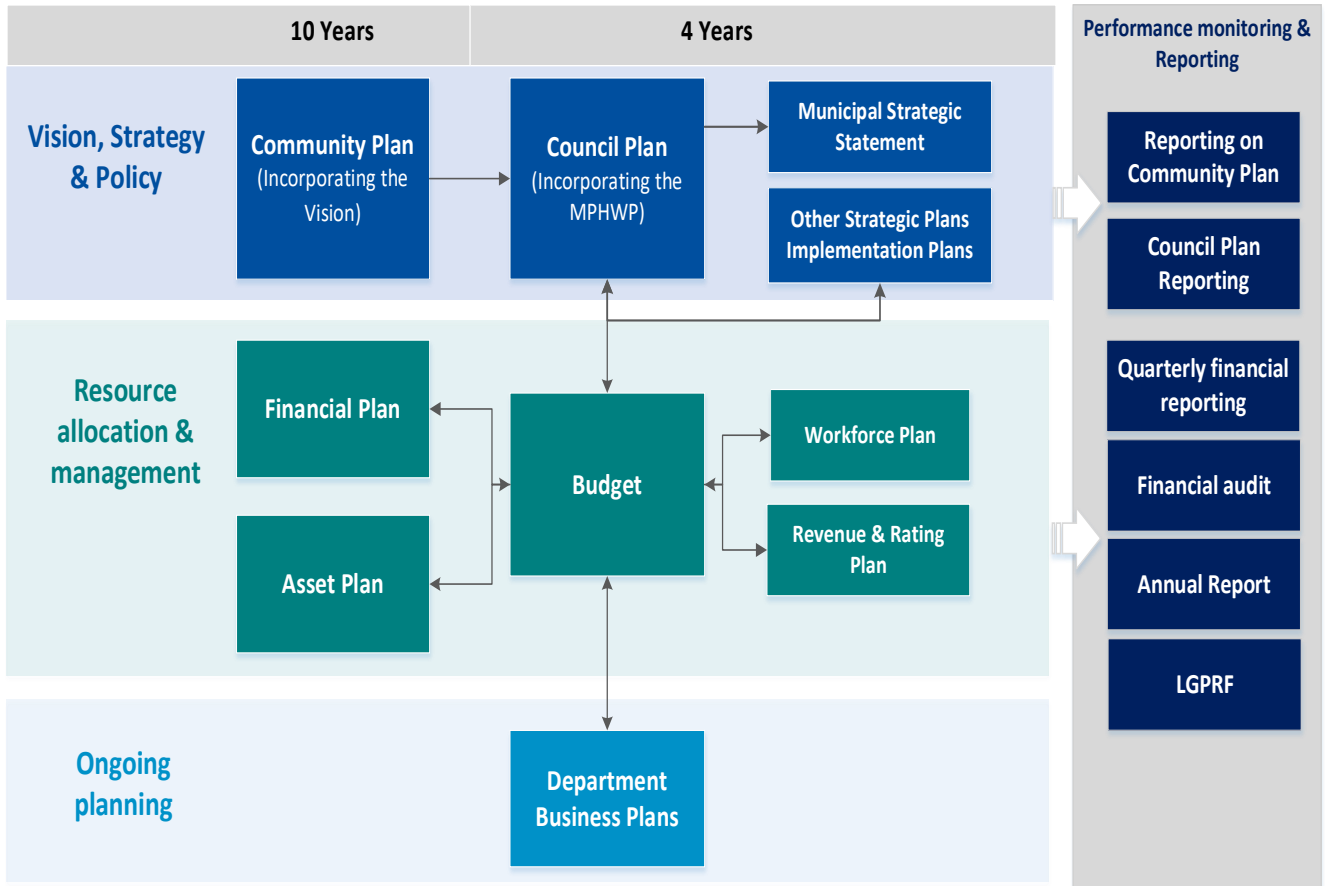 10 Years
4 Years
Performance monitoring &
Reporting
Vision, Strategy
& Policy
Community Plan
(Incorporating the
Vision)
Council Plan
(Incorporating the
MPHWP)
Municipal Strategic
Statement
Other Strategic Plans
Implementation Plans
Reporting on
Community Plan
Council Plan
Reporting
Resource
allocation &
management
Financial Plan
Asset Plan
Budget
Workforce Plan
Revenue & Rating
Plan
Quarterly financial
reporting
Financial audit
Annual Report
LGPRF
Ongoing
planning
Department
Business Plans